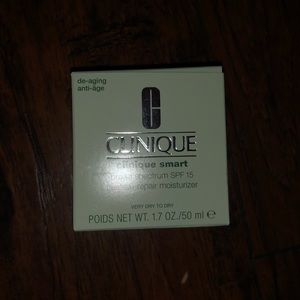 de-aging
anti-âge
CLINIQUE
clinique smart
spectrum SPF 15
repair moisturizer
VERY DRY TO DRY
POIDS NET WT. 1.7 OZ./50 ml e